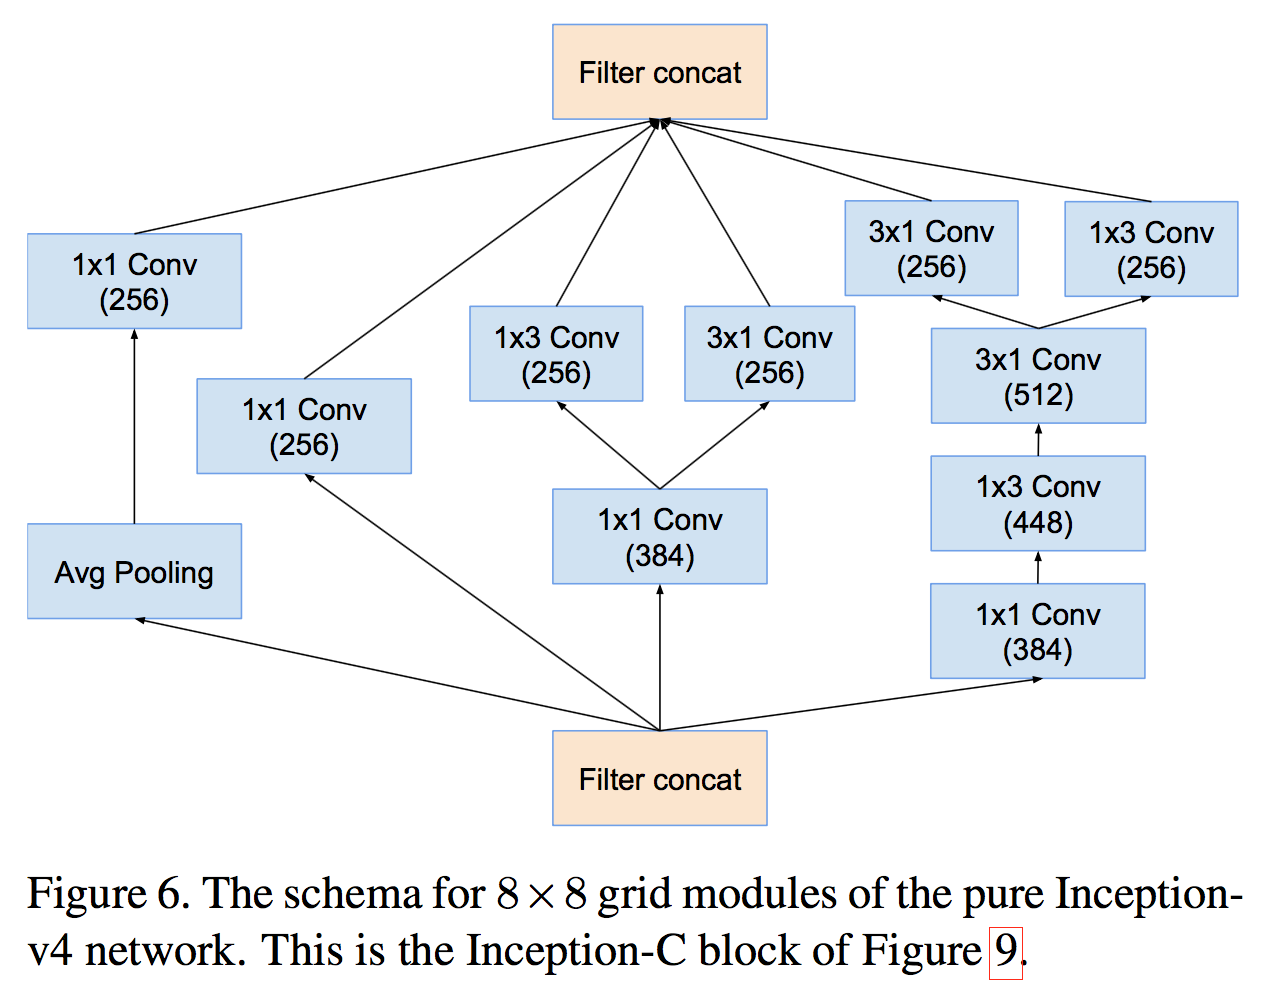 Filter concat
3x1 Conv
(256)
1x3 Conv
(256)
1x1 Conv
(256)
1x3 Conv
(256)
3x1 Conv
(256)
3x1 Conv
(512)
1x1 Conv
(256)
1x3 Conv
(448)
1x1 Conv
(384)
Avg Pooling
1x1 Conv
(384)
Filter concat
Figure 6. The schema for 8 × 8 grid modules of the pure Inception-
v4 network. This is the Inception-C block of Figure 9.